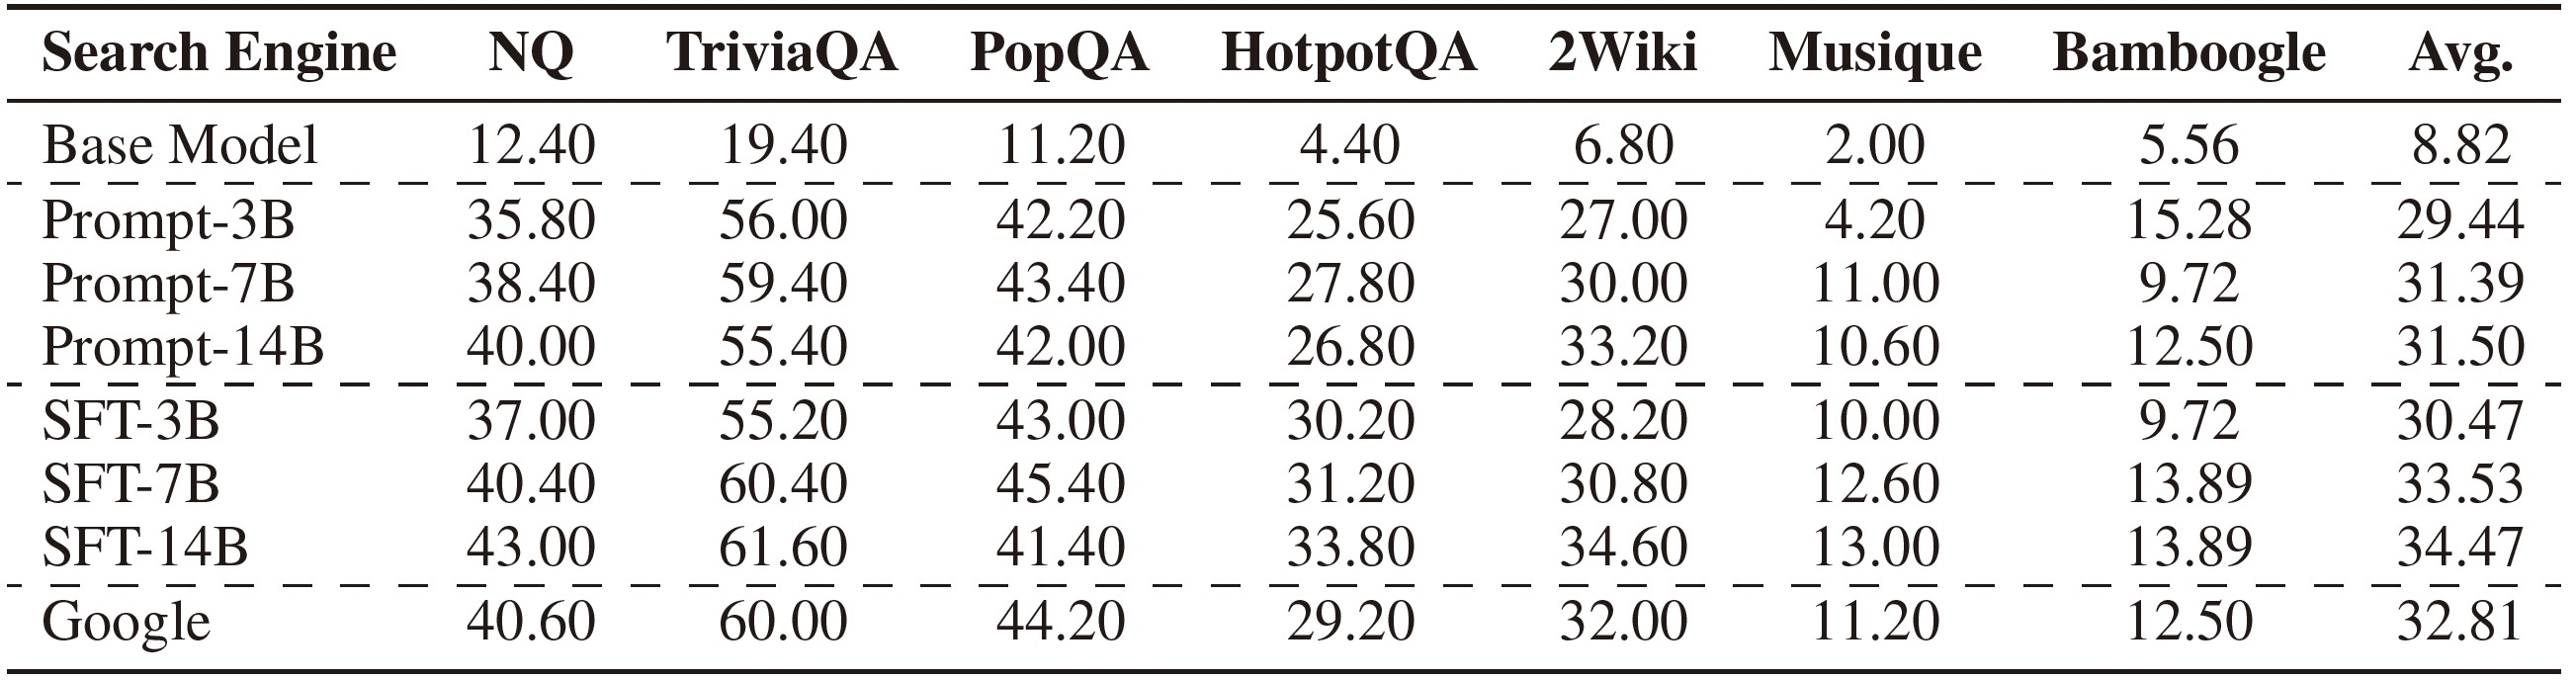 Search Engine NQ TriviaQA PopQA HotpotQA 2Wiki Musique Bamboogle Avg.
Base Model 12.40 19.40 11.20 4.40 6.80 2.00 5.56 8.82
Prompt-3B 35.80 56.00 42.20 25.60 27.00 4.20 15.28 29.44
Prompt-7B 38.40 59.40 43.40 27.80 30.00 11.00 9.72 31.39
Prompt-14B 40.00 55.40 42.00 26.80 33.20 10.60 12.50 31.50
SFT-3B 37.00 55.20 43.00 30.20 28.20 10.00 9.72 30.47
SFT-7B 40.40 60.40 45.40 31.20 30.80 12.60 13.89 33.53
SFT-14B 43.00 61.60 41.40 33.80 34.60 13.00 13.89 34.47
Google 40.60 60.00 44.20 29.20 32.00 11.20 12.50 32.81